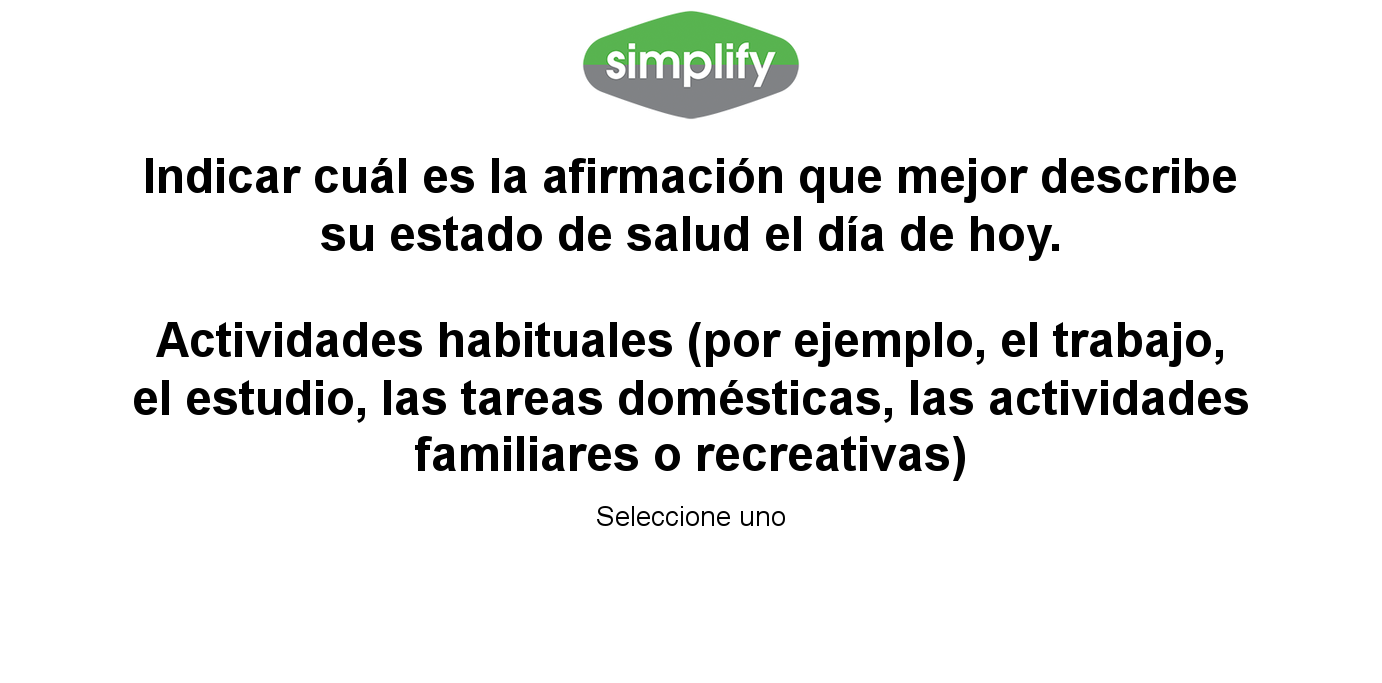 simplify
Indicar cuál es la afirmación que mejor describe
su estado de salud el día de hoy.
Actividades habituales (por ejemplo, el trabajo,
el estudio, las tareas domésticas, las actividades
familiares o recreativas)
Seleccione uno